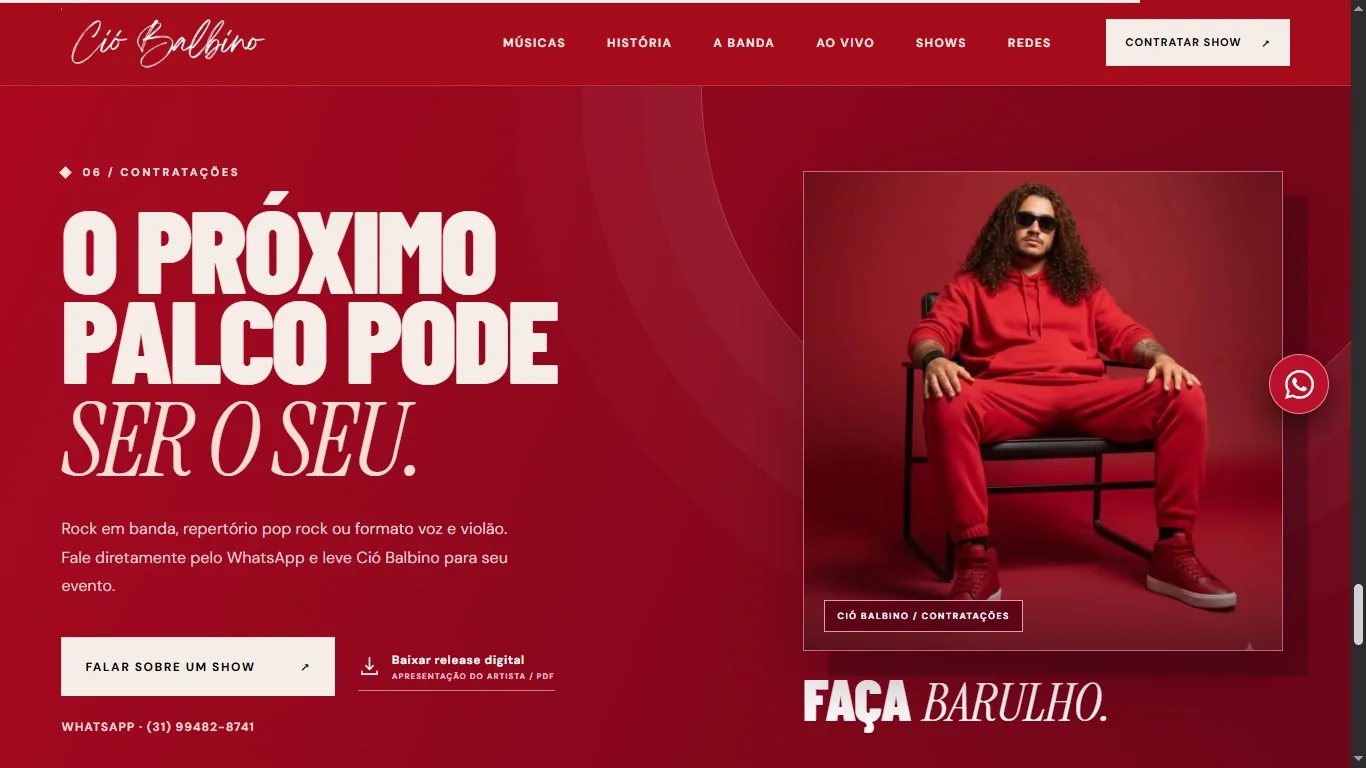 Ció Balbino
MÚSICAS
HISTÓRIA
A BANDA
AO VIVO
SHOWS
REDES
CONTRATAR SHOW ↗
06 / CONTRATAÇÕES
O PRÓXIMO
PALCO PODE
SER O SEU.
Rock em banda, repertório pop rock ou formato voz e violão.
Fale diretamente pelo WhatsApp e leve Ció Balbino para seu
evento.
FALAR SOBRE UM SHOW ↗
Baixar release digital
APRESENTAÇÃO DO ARTISTA / PDF
WHATSAPP · (31) 99482-8741
CIÓ BALBINO / CONTRATAÇÕES
FAÇA BARULHO.